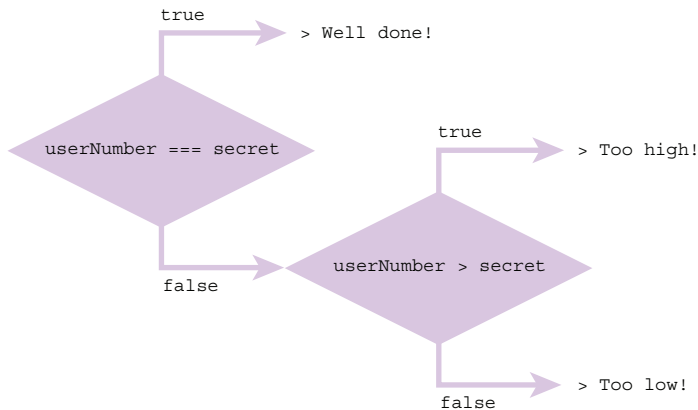 true
> Well done!
userNumber === secret
false
true
> Too high!
userNumber > secret
false
> Too low!